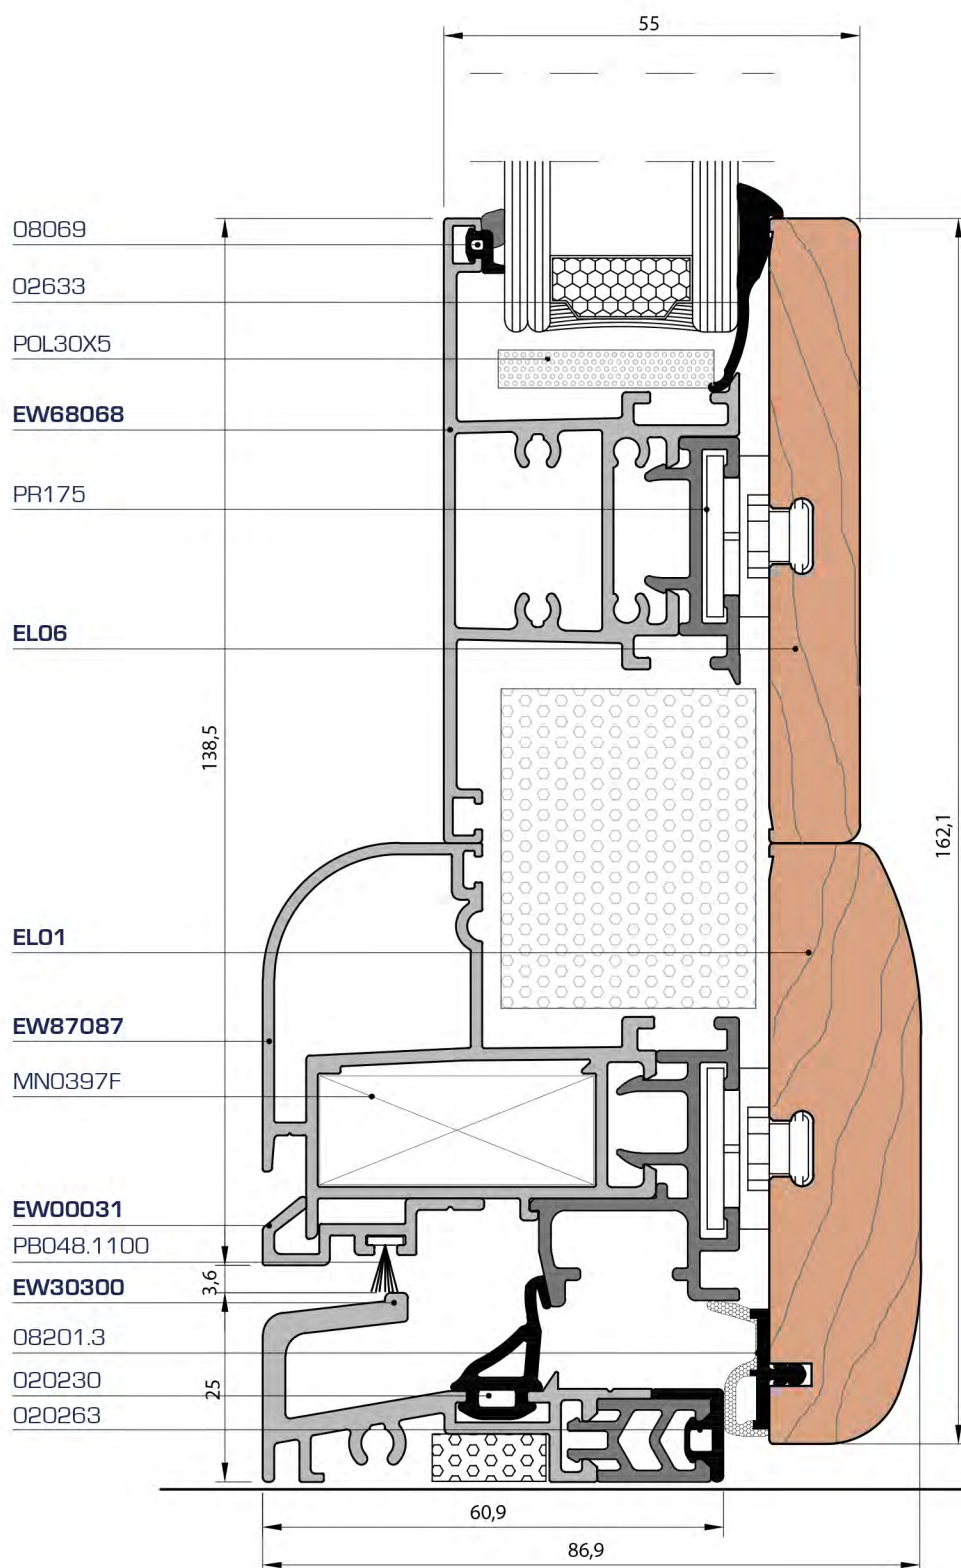 55
08069
02633
POL30X5
EW68068
PR175
EL06
138,5
162,1
EL01
EW87087
MN0397F
EW00031
PB048.1100
3,6
EW30300
08201.3
020230
25
020263
60,9
86,9